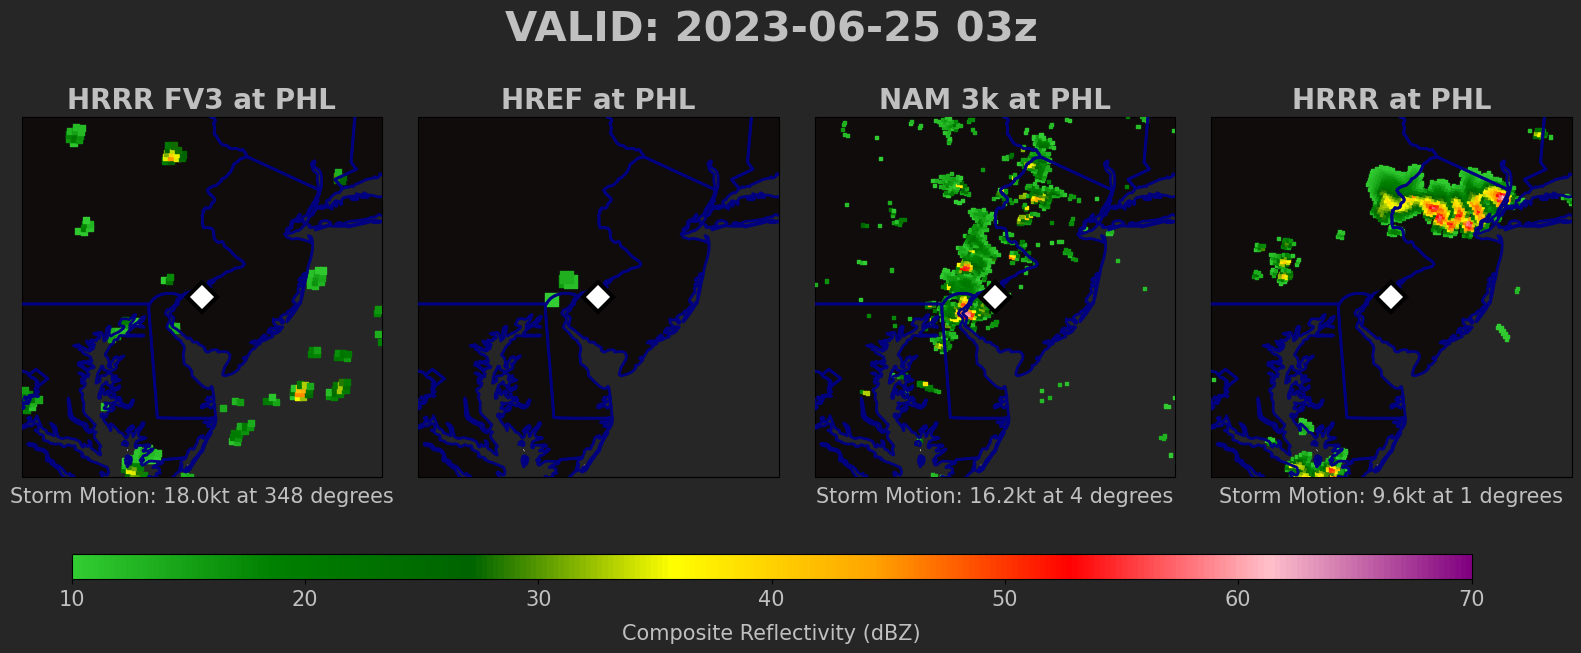 VALID: 2023-06-25 03z
HRRR FV3 at PHL
HREF at PHL
NAM 3k at PHL
HRRR at PHL
Storm Motion: 18.0kt at 348 degrees
Storm Motion: 16.2kt at 4 degrees
Storm Motion: 9.6kt at 1 degrees
10 20 30 40 50 60 70
Composite Reflectivity (dBZ)